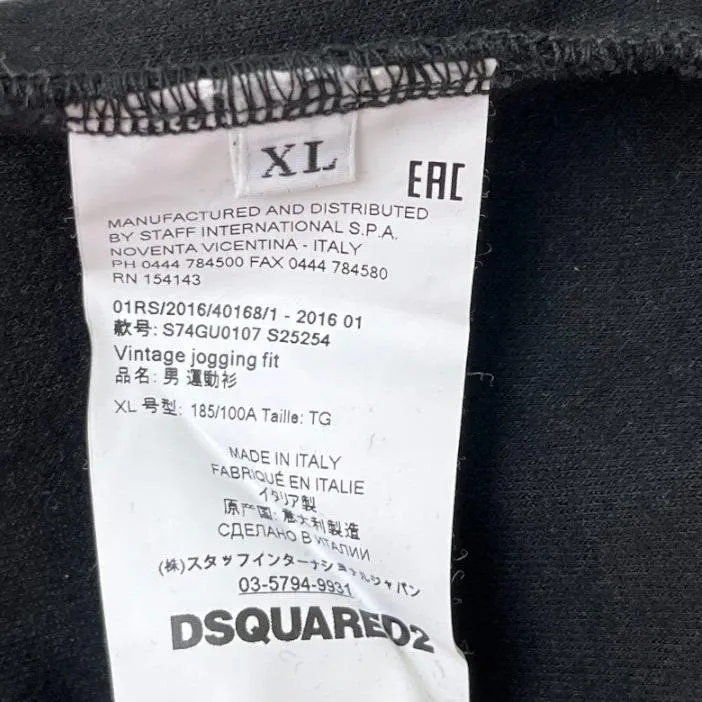 XL
EAC
MANUFACTURED AND DISTRIBUTED
BY STAFF INTERNATIONAL S.P.A.
NOVENTA VICENTINA - ITALY
PH 0444 784500 FAX 0444 784580
RN 154143
01RS/2016/40168/1 - 2016 01
款号: S74GU0107 S25254
Vintage jogging fit
品名: 男 運動衫
XL 号型: 185/100A Taille: TG
MADE IN ITALY
FABRIQUÉ EN ITALIE
イタリア製
原产国: 意大利製造
СДЕЛАНО В ИТАЛИИ
(株)スタッフインターナショナルジャパン
03-5794-9931
DSQUARED2